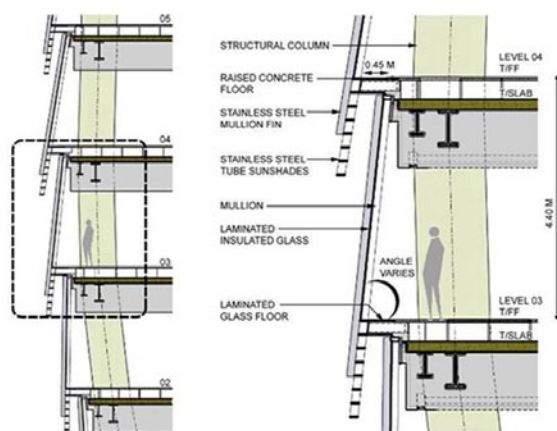 05
04
03
02
STRUCTURAL COLUMN
0.45 M
RAISED CONCRETE
FLOOR
STAINLESS STEEL
MULLION FIN
STAINLESS STEEL
TUBE SUNSHADES
MULLION
LAMINATED
INSULATED GLASS
ANGLE
VARIES
LAMINATED
GLASS FLOOR
LEVEL 04
T/FF
T/SLAB
4.40 M
LEVEL 03
T/FF
T/SLAB